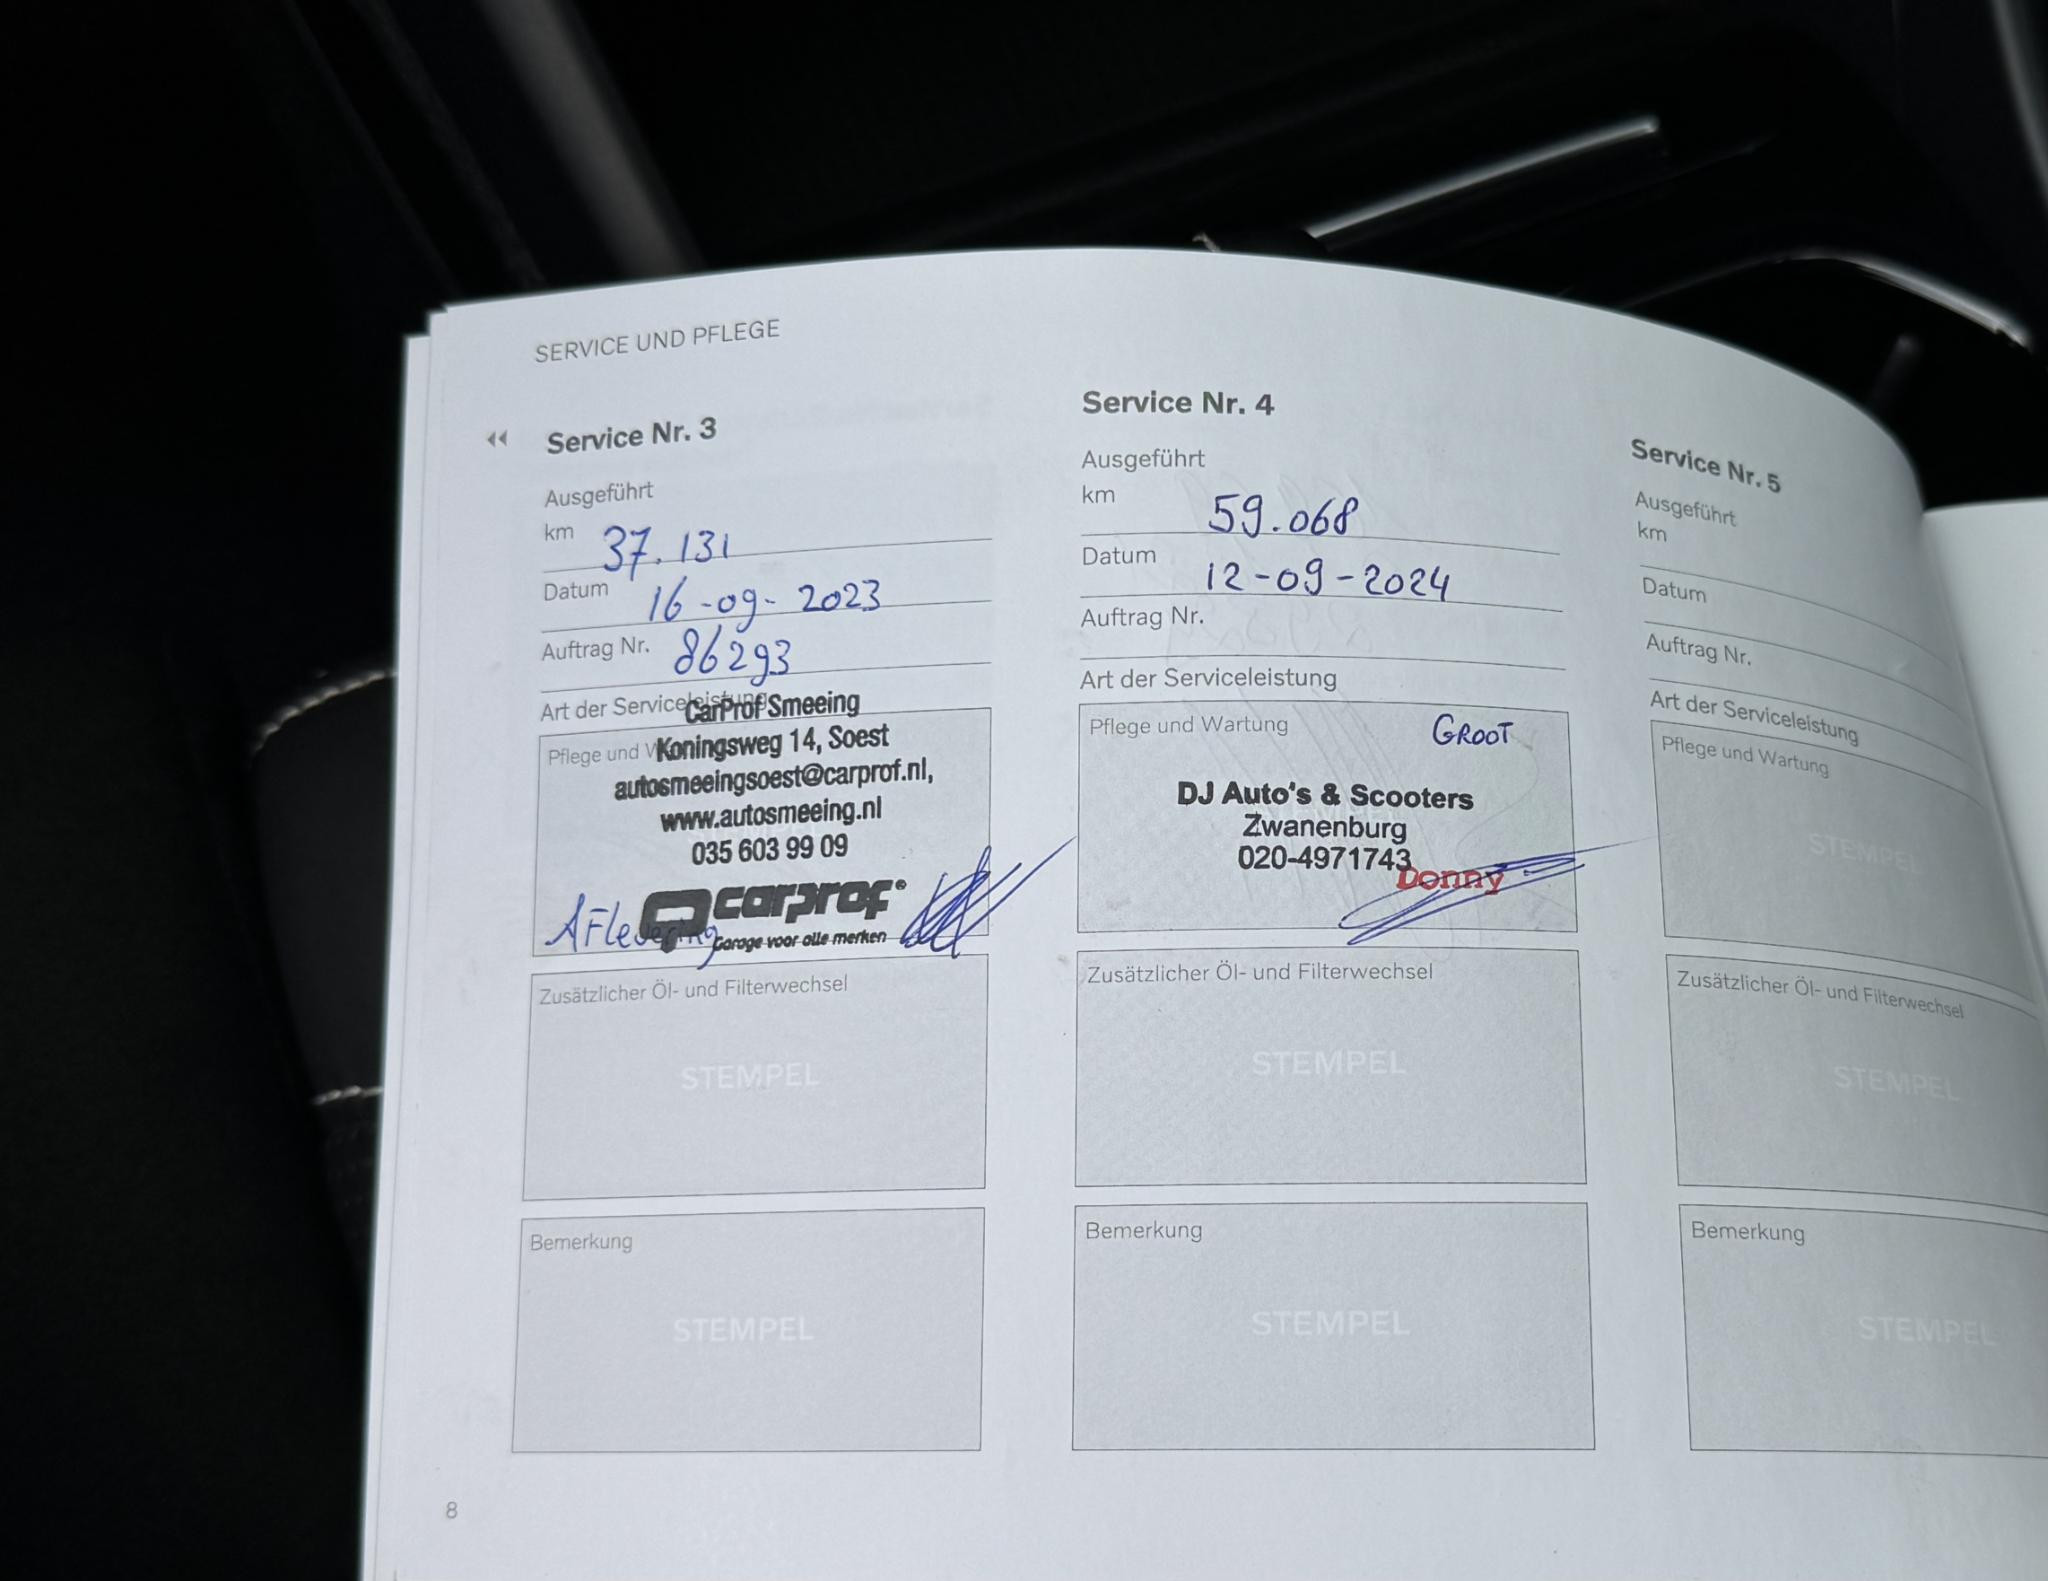 SERVICE UND PFLEGE
Service Nr. 3
Ausgeführt
km 37.131
Datum 16-09-2023
Auftrag Nr. 86293
Art der Serviceleistung
Pflege und
CarProf Smeeing
Koningsweg 14, Soest
autosmeeingsoest@carprof.nl,
www.autosmeeing.nl
035 603 99 09
carprof®
Garage voor alle merken
Aflevering
Zusätzlicher Öl- und Filterwechsel
STEMPEL
Bemerkung
STEMPEL
Service Nr. 4
Ausgeführt
km 59.068
Datum 12-09-2024
Auftrag Nr.
Art der Serviceleistung
Pflege und Wartung GROOT
DJ Auto's & Scooters
Zwanenburg
020-4971743
Donny
Zusätzlicher Öl- und Filterwechsel
STEMPEL
Bemerkung
STEMPEL
Service Nr. 5
Ausgeführt
km
Datum
Auftrag Nr.
Art der Serviceleistung
Pflege und Wartung
STEMPEL
Zusätzlicher Öl- und Filterwechsel
STEMPEL
Bemerkung
STEMPEL
8